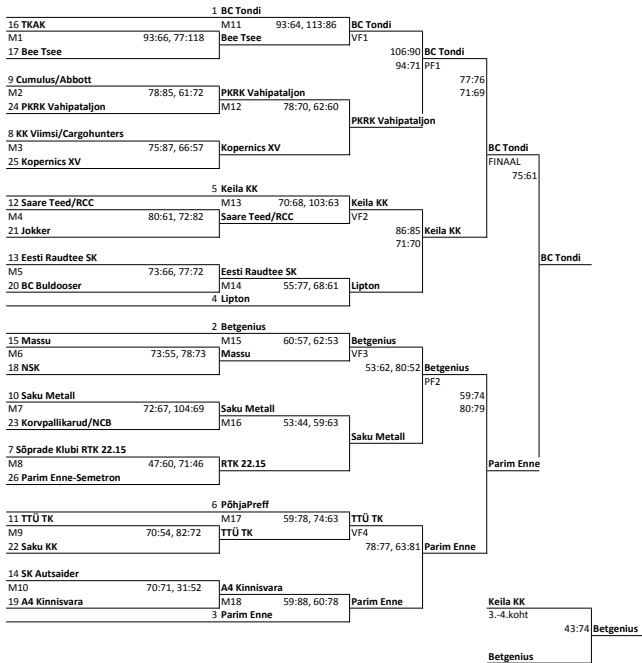 1 BC Tondi
16 TKAK M11 93:64, 113:86 BC Tondi
M1 93:66, 77:118 Bee Tsee VF1
17 Bee Tsee 106:90 BC Tondi
94:71 PF1
9 Cumulus/Abbott 77:76
M2 78:85, 61:72 PKRK Vahipataljon 71:69
24 PKRK Vahipataljon M12 78:70, 62:60
PKRK Vahipataljon
8 KK Viimsi/Cargohunters
M3 75:87, 66:57 Kopernics XV BC Tondi
25 Kopernics XV FINAAL
75:61
5 Keila KK
12 Saare Teed/RCC M13 70:68, 103:63 Keila KK
M4 80:61, 72:82 Saare Teed/RCC VF2
21 Jokker 86:85 Keila KK
71:70
13 Eesti Raudtee SK BC Tondi
M5 73:66, 77:72 Eesti Raudtee SK
20 BC Buldooser M14 55:77, 68:61 Lipton
4 Lipton
2 Betgenius
15 Massu M15 60:57, 62:53 Betgenius
M6 73:55, 78:73 Massu VF3
18 NSK 53:62, 80:52 Betgenius
PF2
10 Saku Metall 59:74
M7 72:67, 104:69 Saku Metall 80:79
23 Korvpallikarud/NCB M16 53:44, 59:63
Saku Metall
7 Sõprade Klubi RTK 22.15
M8 47:60, 71:46 RTK 22.15 Parim Enne
26 Parim Enne-Semetron
6 PõhjaPreff
11 TTÜ TK M17 59:78, 74:63 TTÜ TK
M9 70:54, 82:72 TTÜ TK VF4
22 Saku KK 78:77, 63:81 Parim Enne
14 SK Autsaider
M10 70:71, 31:52 A4 Kinnisvara
19 A4 Kinnisvara M18 59:88, 60:78 Parim Enne Keila KK
3 Parim Enne 3.-4.koht
43:74 Betgenius
Betgenius